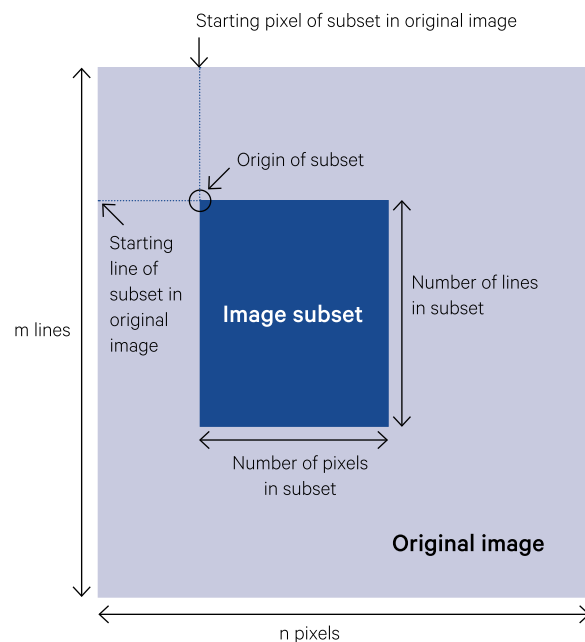 Starting pixel of subset in original image
Origin of subset
Starting
line of
subset in
original
image
Number of lines
in subset
Image subset
m lines
Number of pixels
in subset
Original image
n pixels